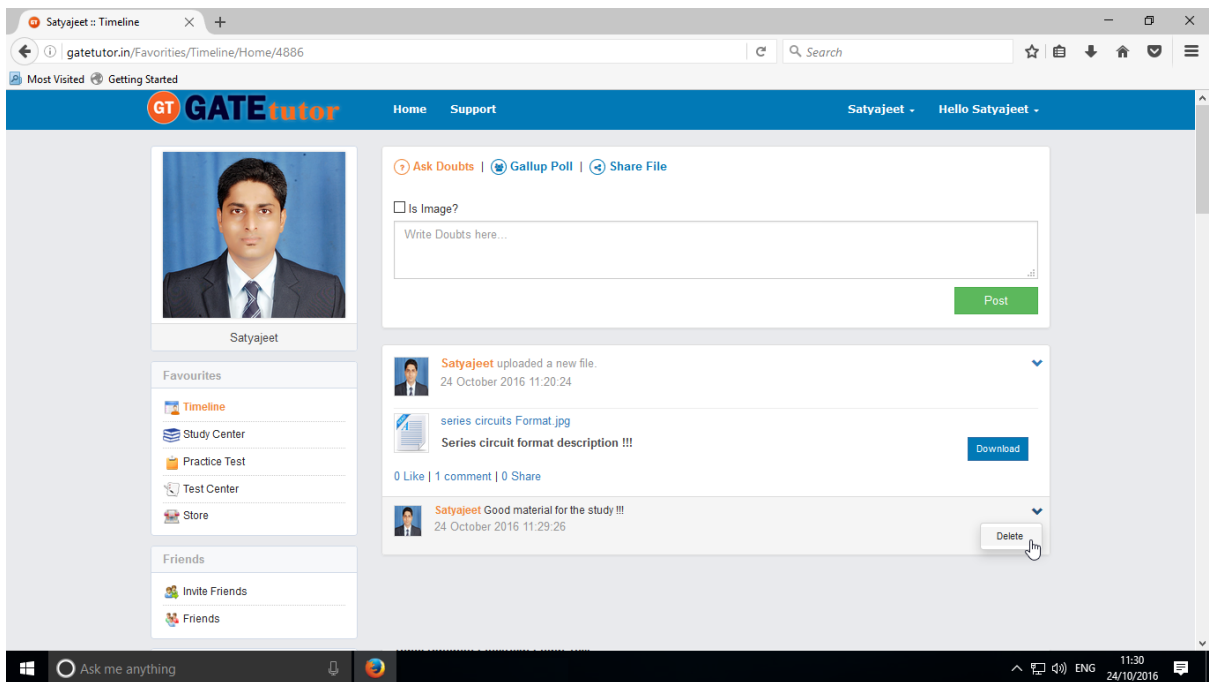 Satyajeet :: Timeline
gatetutor.in/Favorities/Timeline/Home/4886
Search
Most Visited Getting Started
GT GATEtutor Home Support Satyajeet Hello Satyajeet
Ask Doubts | Gallup Poll | Share File
Is Image?
Write Doubts here...
Post
Satyajeet
Favourites
Timeline
Study Center
Practice Test
Test Center
Store
Friends
Invite Friends
Friends
Satyajeet uploaded a new file.
24 October 2016 11:20:24
series circuits Format.jpg
Series circuit format description !!!
Download
0 Like | 1 comment | 0 Share
Satyajeet Good material for the study !!!
24 October 2016 11:29:26
Delete
Ask me anything
ENG
11:30
24/10/2016